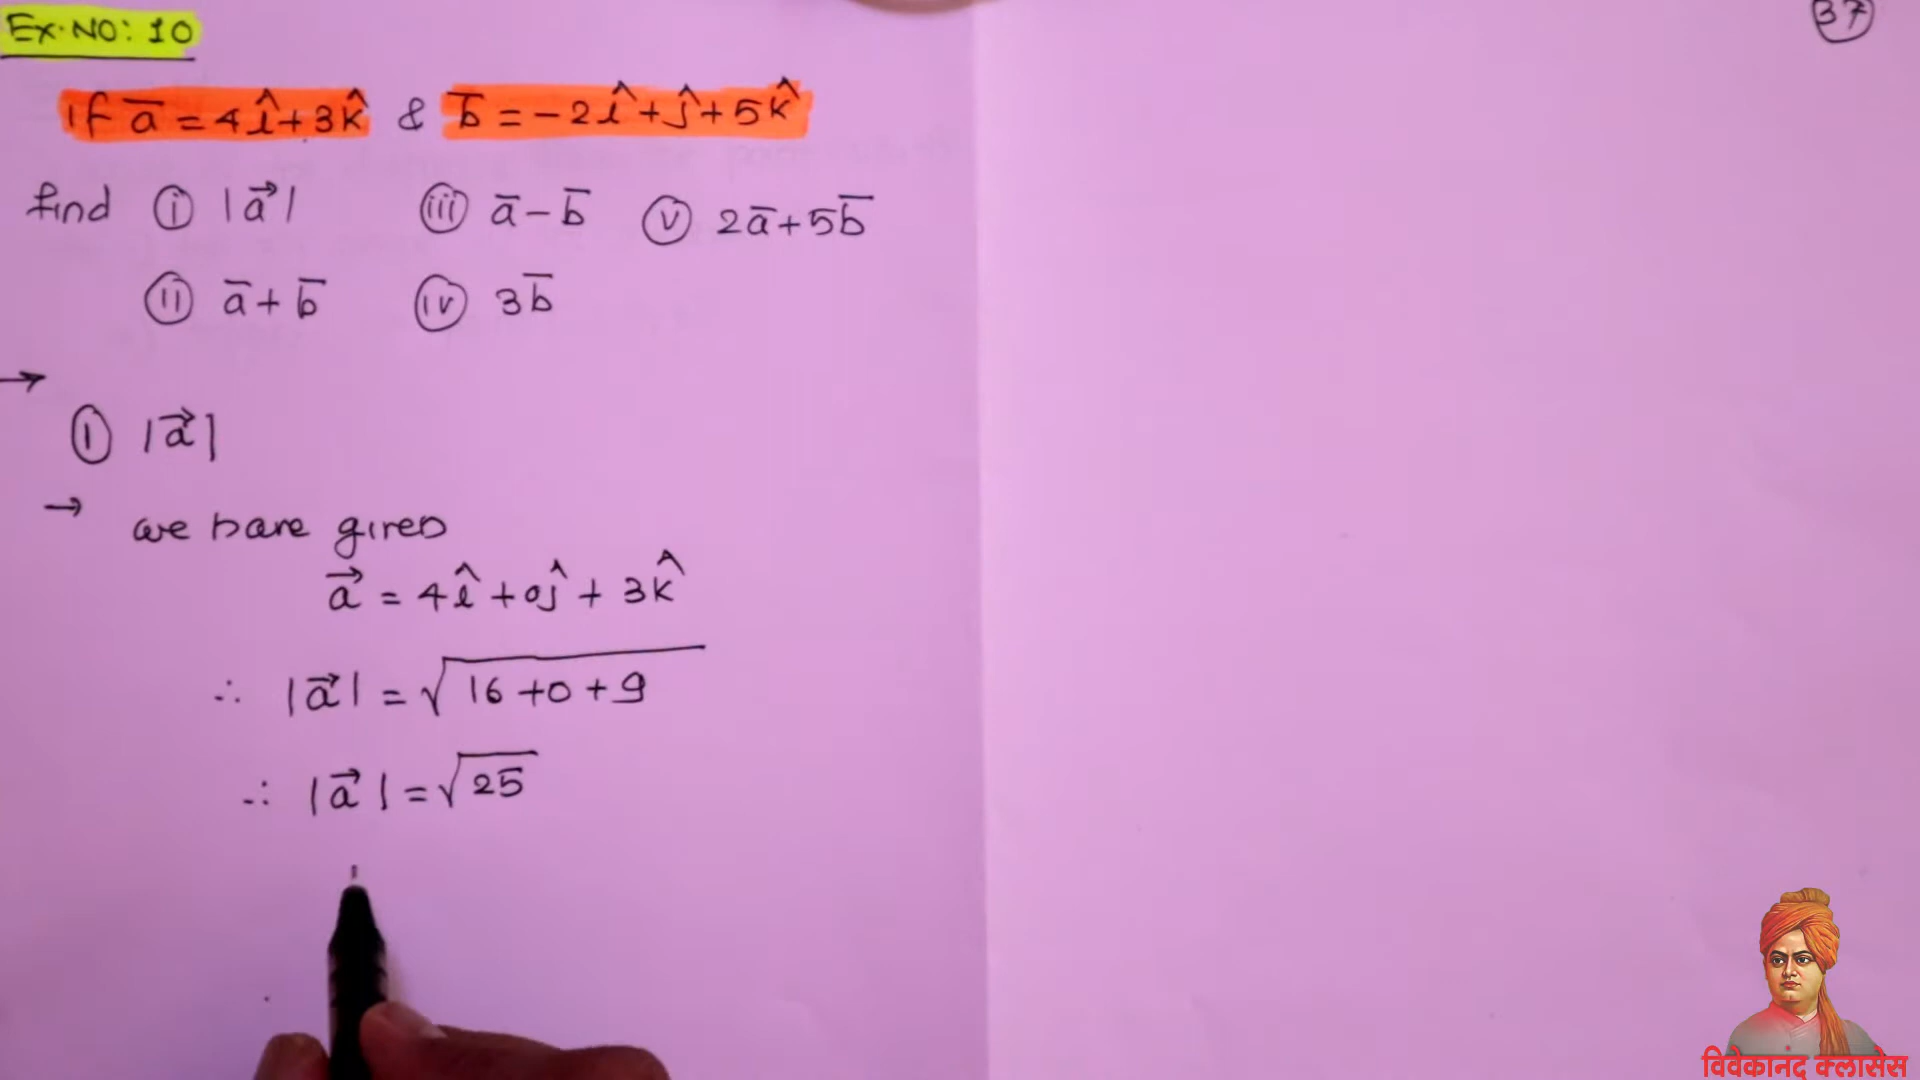 Ex. NO: 10
37
If a̅ = 4î + 3k̂ & b̅ = -2î + ĵ + 5k̂
find (i) |a⃗| (iii) a̅ - b̅ (v) 2a̅ + 5b̅
(ii) a̅ + b̅ (iv) 3b̅
→
(i) |a⃗|
→ we have given
a⃗ = 4î + 0ĵ + 3k̂
∴ |a⃗| = √(16 + 0 + 9)
∴ |a⃗| = √25
विवेकानंद क्लासेस